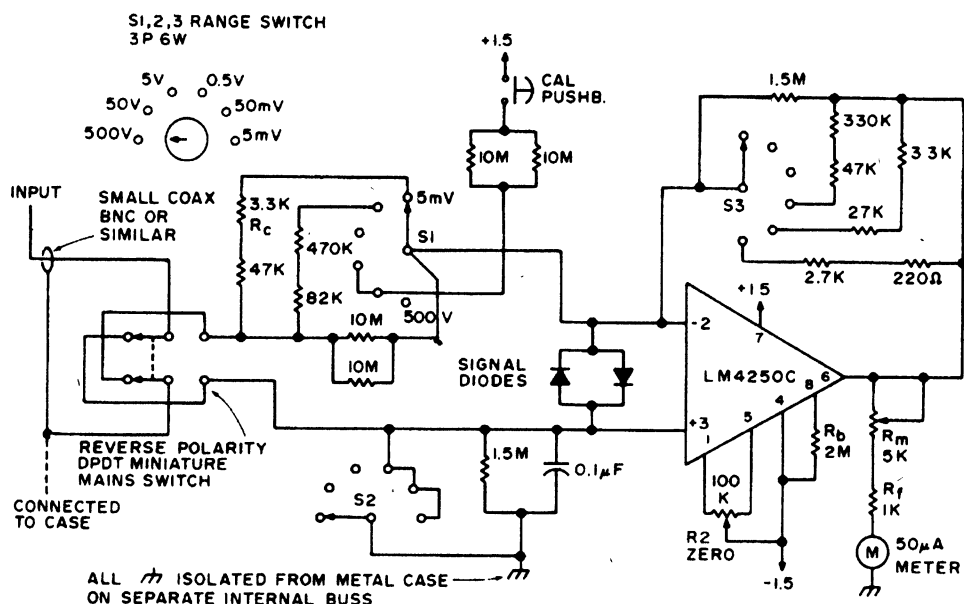 S1,2,3 RANGE SWITCH
3P 6W
5V
0.5V
50V
50mV
500V
5mV
+1.5
CAL
PUSHB.
10M
10M
1.5M
330K
3.3K
47K
S3
27K
2.7K
220Ω
INPUT
SMALL COAX
BNC OR
SIMILAR
3.3K
Rc
47K
470K
82K
5mV
S1
500V
10M
10M
SIGNAL
DIODES
+1.5
-2
7
LM4250C
6
+3
1
5
4
8
Rb
2M
Rm
5K
Rf
1K
100
K
R2
ZERO
-1.5
M
50μA
METER
REVERSE POLARITY
DPDT MINIATURE
MAINS SWITCH
CONNECTED
TO CASE
S2
1.5M
0.1μF
ALL ISOLATED FROM METAL CASE
ON SEPARATE INTERNAL BUSS